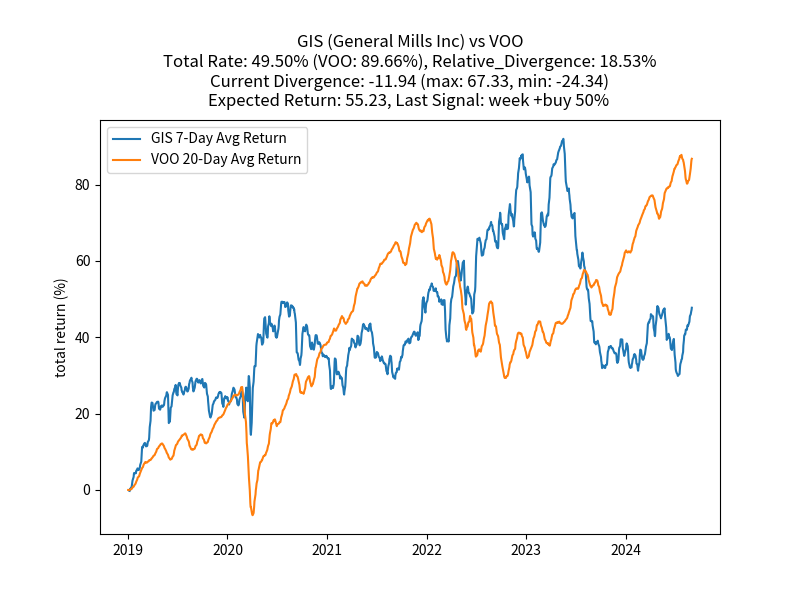 GIS (General Mills Inc) vs VOO
Total Rate: 49.50% (VOO: 89.66%), Relative_Divergence: 18.53%
Current Divergence: -11.94 (max: 67.33, min: -24.34)
Expected Return: 55.23, Last Signal: week +buy 50%
GIS 7-Day Avg Return
VOO 20-Day Avg Return
total return (%)
80
60
40
20
0
2019
2020
2021
2022
2023
2024